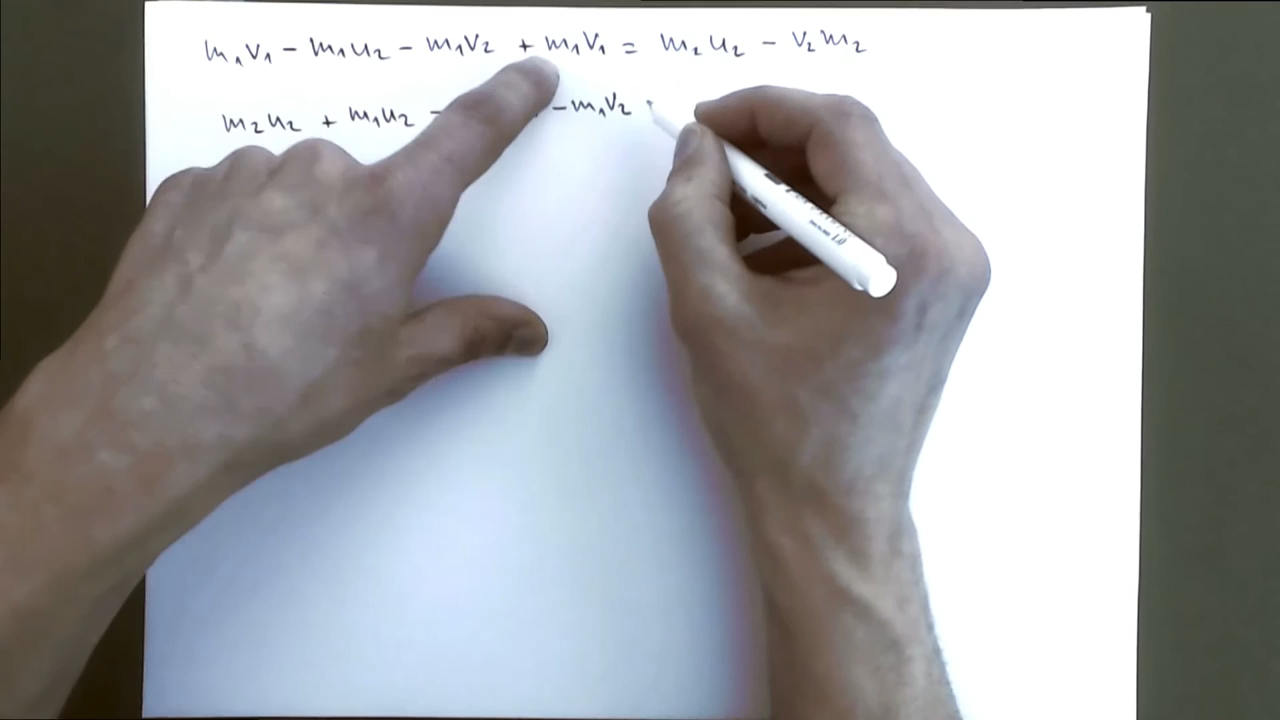 m₁v₁ - m₁u₂ - m₁v₂ + m₁v₁ = m₂u₂ - v₂m₂
m₂u₂ + m₁u₂ - m₁v₂